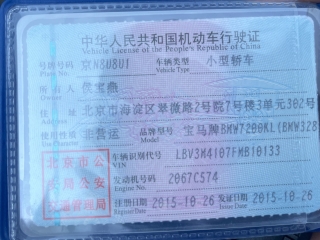 中华人民共和国机动车行驶证
Vehicle License of the People's Republic of China
号牌号码 京N8U8U1 车辆类型 小型轿车
Plate No. Vehicle Type
所有人 侯宝燕
Owner
住址 北京市海淀区翠微路2号院7号楼3单元302号
Address
使用性质 非营运 品牌型号 宝马牌BMW7200KL(BMW328
Use Character Model
北京市公安局公安交通管理局
车辆识别代号 LBV3M4107FMB10133
VIN
发动机号码 2067C574
Engine No.
注册日期 2015-10-26 发证日期 2015-10-26
Register Date Issue Date